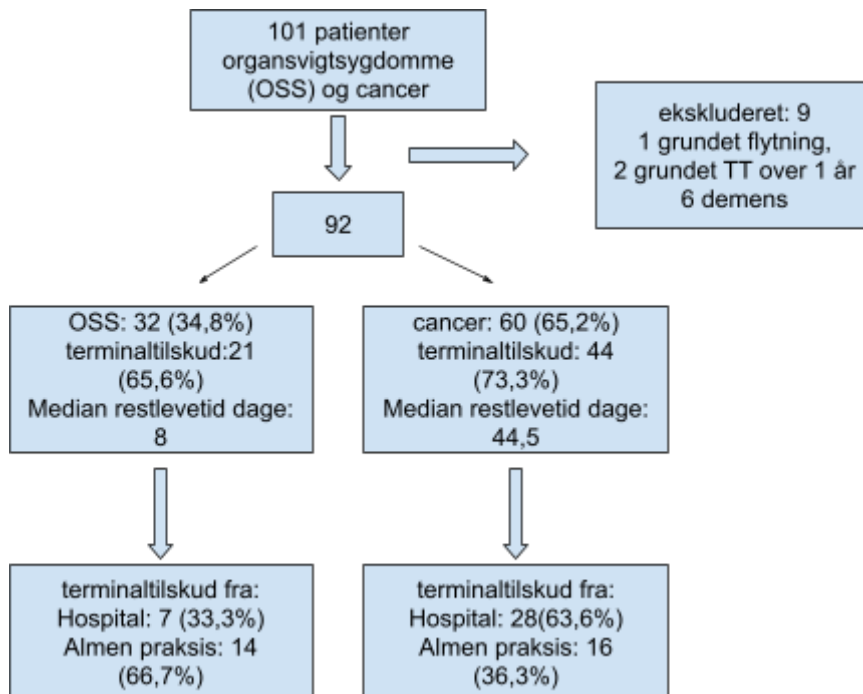 101 patienter
organsvigtsygdomme
(OSS) og cancer
ekskluderet: 9
1 grundet flytning,
2 grundet TT over 1 år
6 demens
92
OSS: 32 (34,8%)
terminaltilskud:21
(65,6%)
Median restlevetid dage:
8
cancer: 60 (65,2%)
terminaltilskud: 44
(73,3%)
Median restlevetid dage:
44,5
terminaltilskud fra:
Hospital: 7 (33,3%)
Almen praksis: 14
(66,7%)
terminaltilskud fra:
Hospital: 28(63,6%)
Almen praksis: 16
(36,3%)